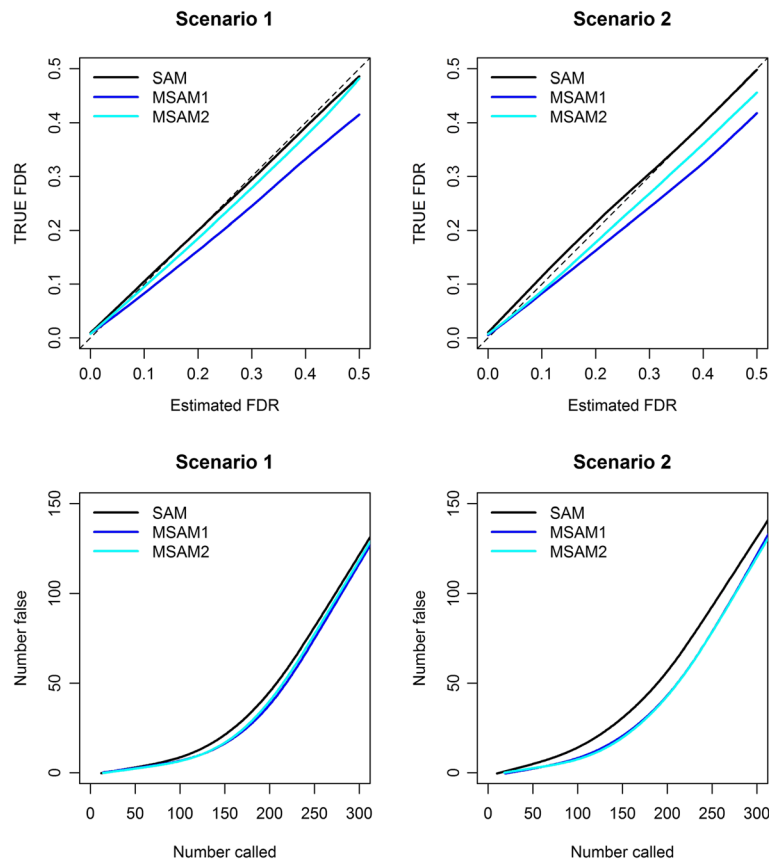 Scenario 1
SAM
MSAM1
MSAM2
TRUE FDR
0.5
0.4
0.3
0.2
0.1
0.0
0.0 0.1 0.2 0.3 0.4 0.5
Estimated FDR
Scenario 2
SAM
MSAM1
MSAM2
TRUE FDR
0.5
0.4
0.3
0.2
0.1
0.0
0.0 0.1 0.2 0.3 0.4 0.5
Estimated FDR
Scenario 1
SAM
MSAM1
MSAM2
Number false
150
100
50
0
0 50 100 150 200 250 300
Number called
Scenario 2
SAM
MSAM1
MSAM2
Number false
150
100
50
0
0 50 100 150 200 250 300
Number called